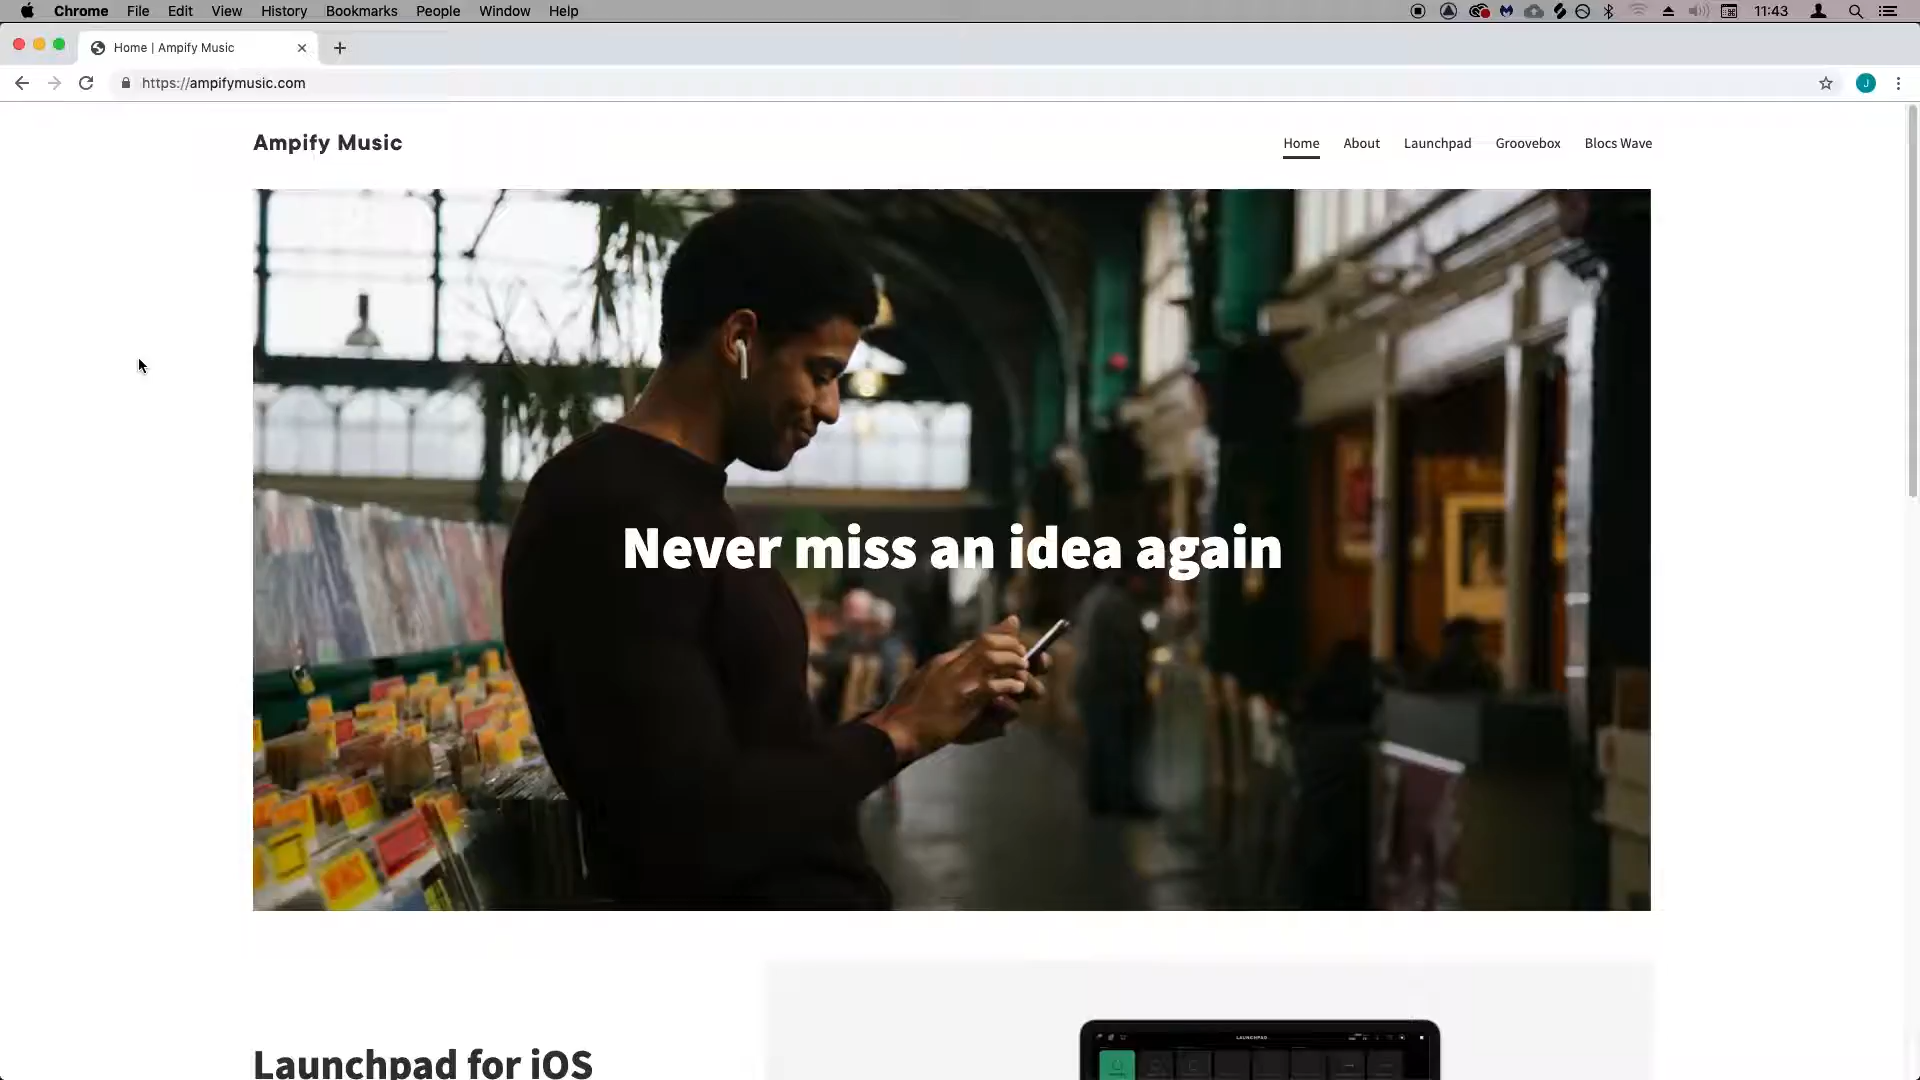 Chrome File Edit View History Bookmarks People Window Help 11:43
Home | Ampify Music
https://ampifymusic.com J
Ampify Music
Home About Launchpad Groovebox Blocs Wave
Never miss an idea again
Launchpad for iOS
LAUNCHPAD